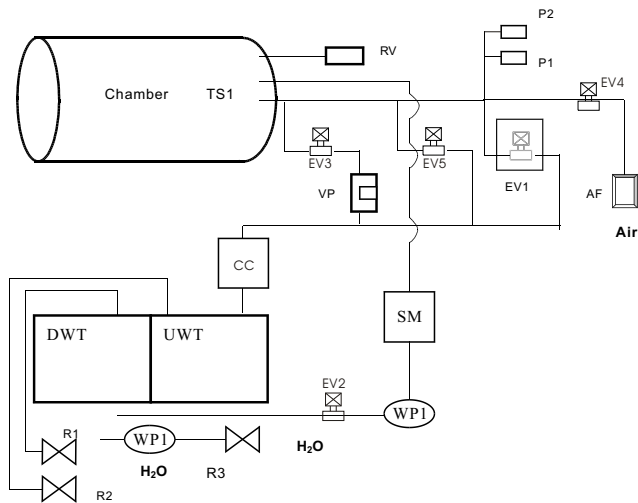 P2
RV
P1
Chamber
TS1
EV4
EV3
EV5
EV1
VP
AF
Air
CC
DWT
UWT
SM
EV2
WP1
R1
WP1
H₂O
H₂O
R3
R2